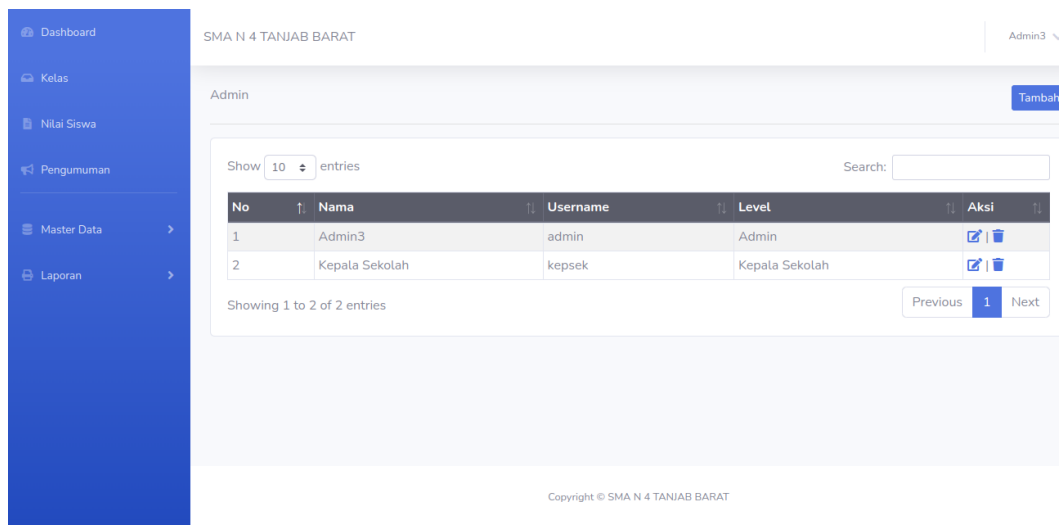 Dashboard
Kelas
Nilai Siswa
Pengumuman
Master Data
Laporan
SMA N 4 TANJAB BARAT
Admin3
Admin
Tambah
Show 10 entries
Search:
No Nama Username Level Aksi
1 Admin3 admin Admin |
2 Kepala Sekolah kepsek Kepala Sekolah |
Showing 1 to 2 of 2 entries
Previous 1 Next
Copyright © SMA N 4 TANJAB BARAT